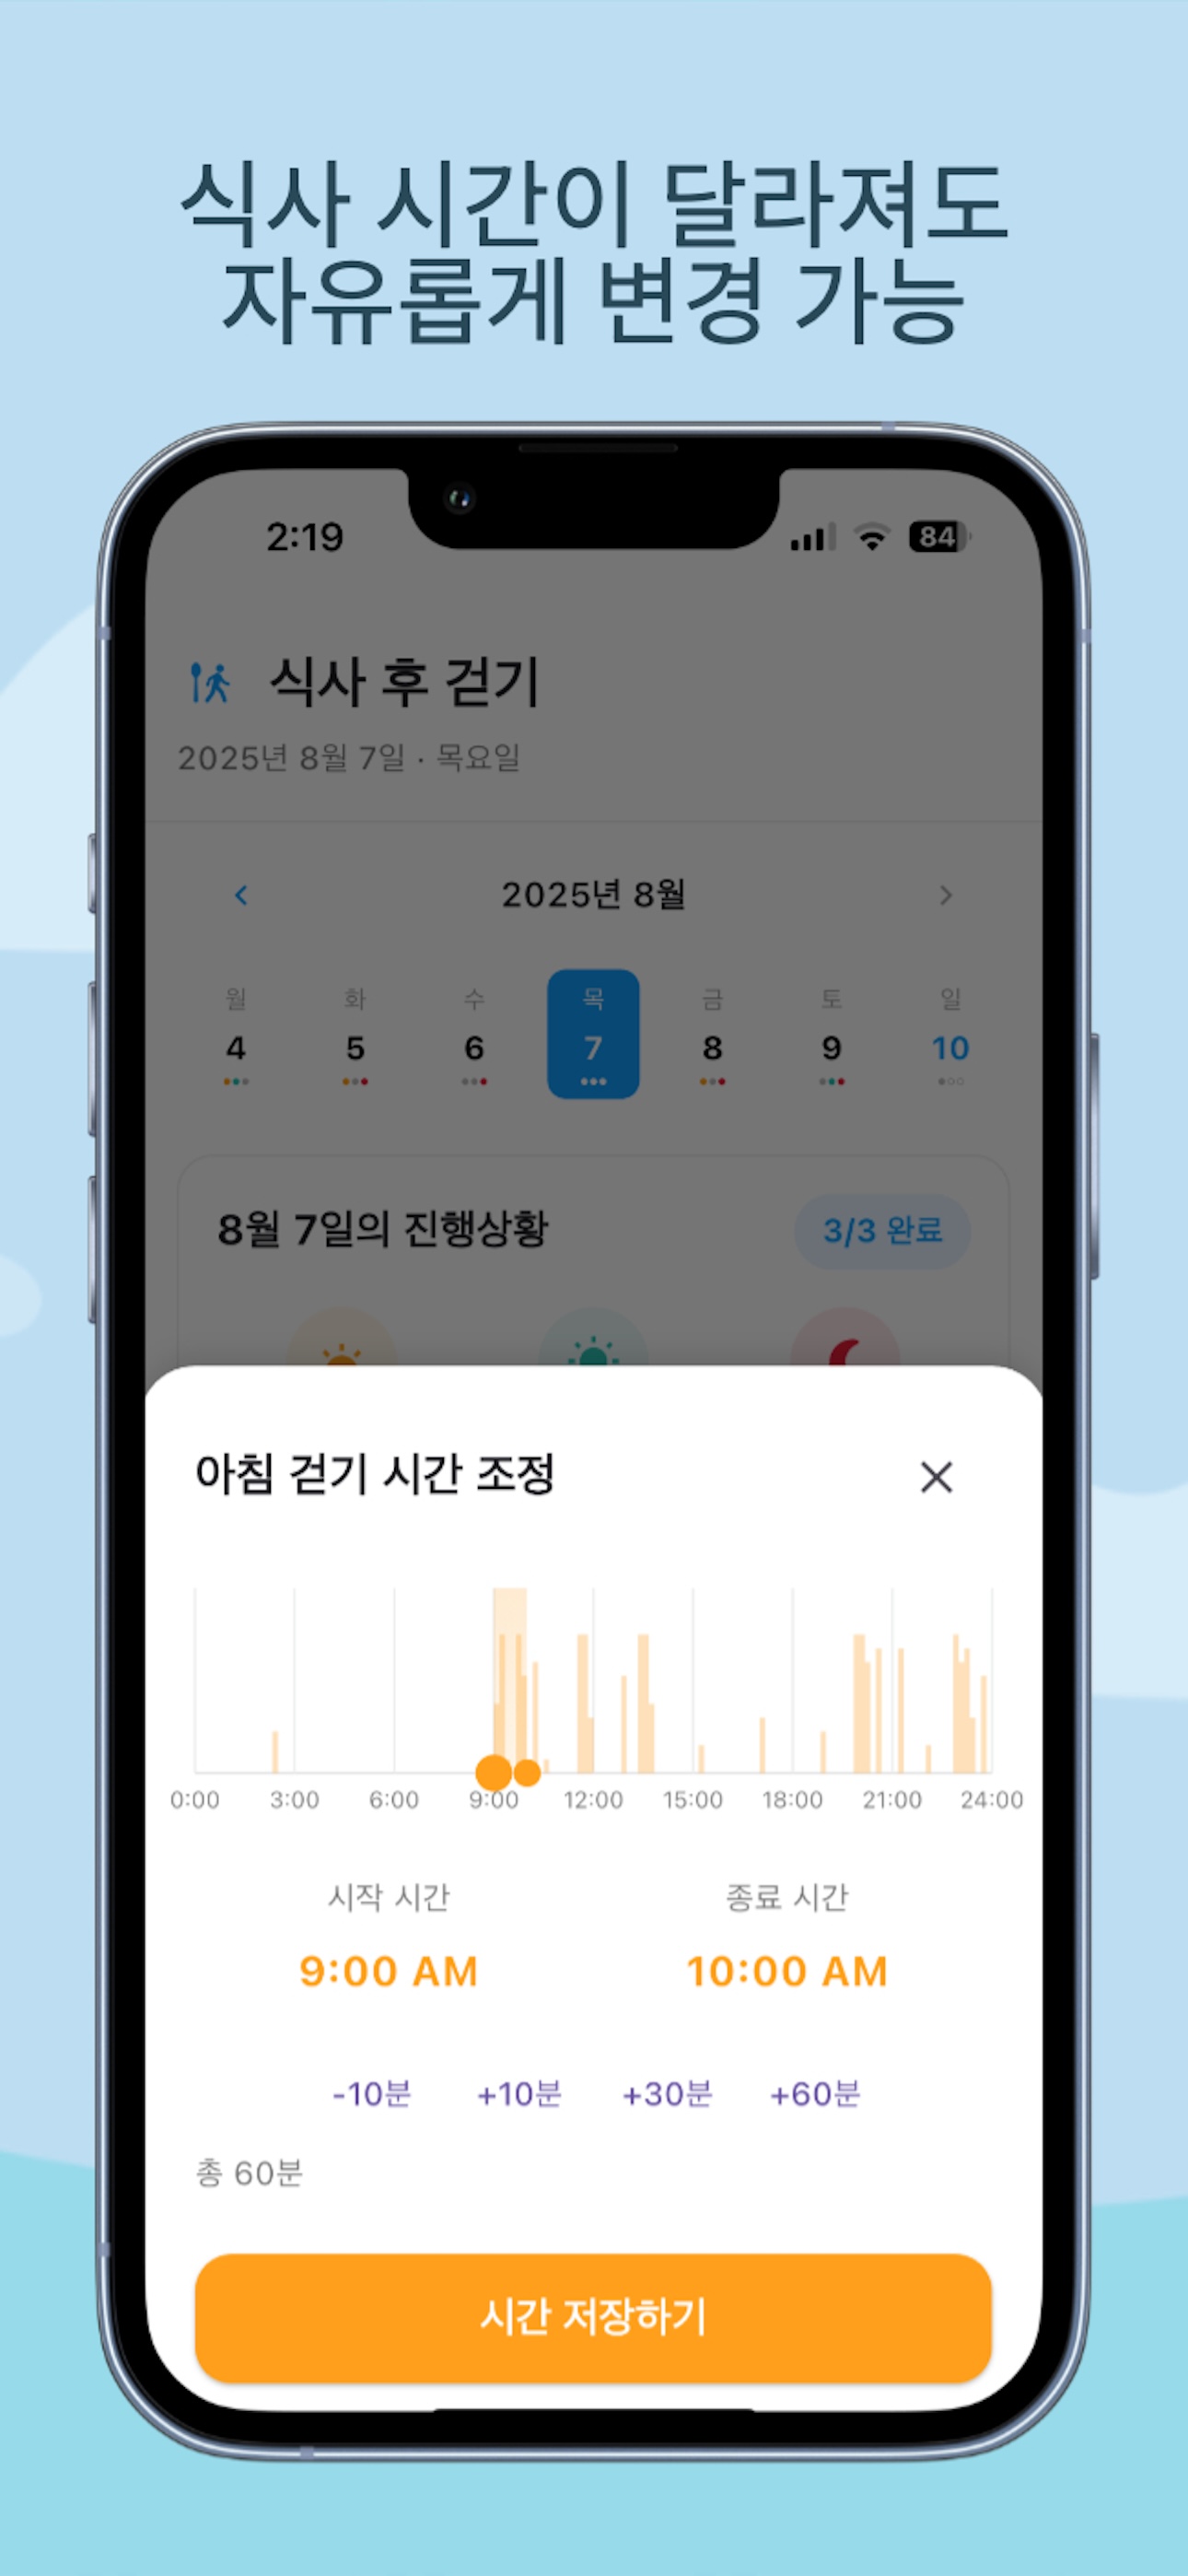 식사 시간이 달라져도
자유롭게 변경 가능
2:19
84
식사 후 걷기
2025년 8월 7일 · 목요일
2025년 8월
월 화 수 목 금 토 일
4 5 6 7 8 9 10
8월 7일의 진행상황
3/3 완료
아침 걷기 시간 조정
0:00 3:00 6:00 9:00 12:00 15:00 18:00 21:00 24:00
시작 시간 종료 시간
9:00 AM 10:00 AM
-10분 +10분 +30분 +60분
총 60분
시간 저장하기